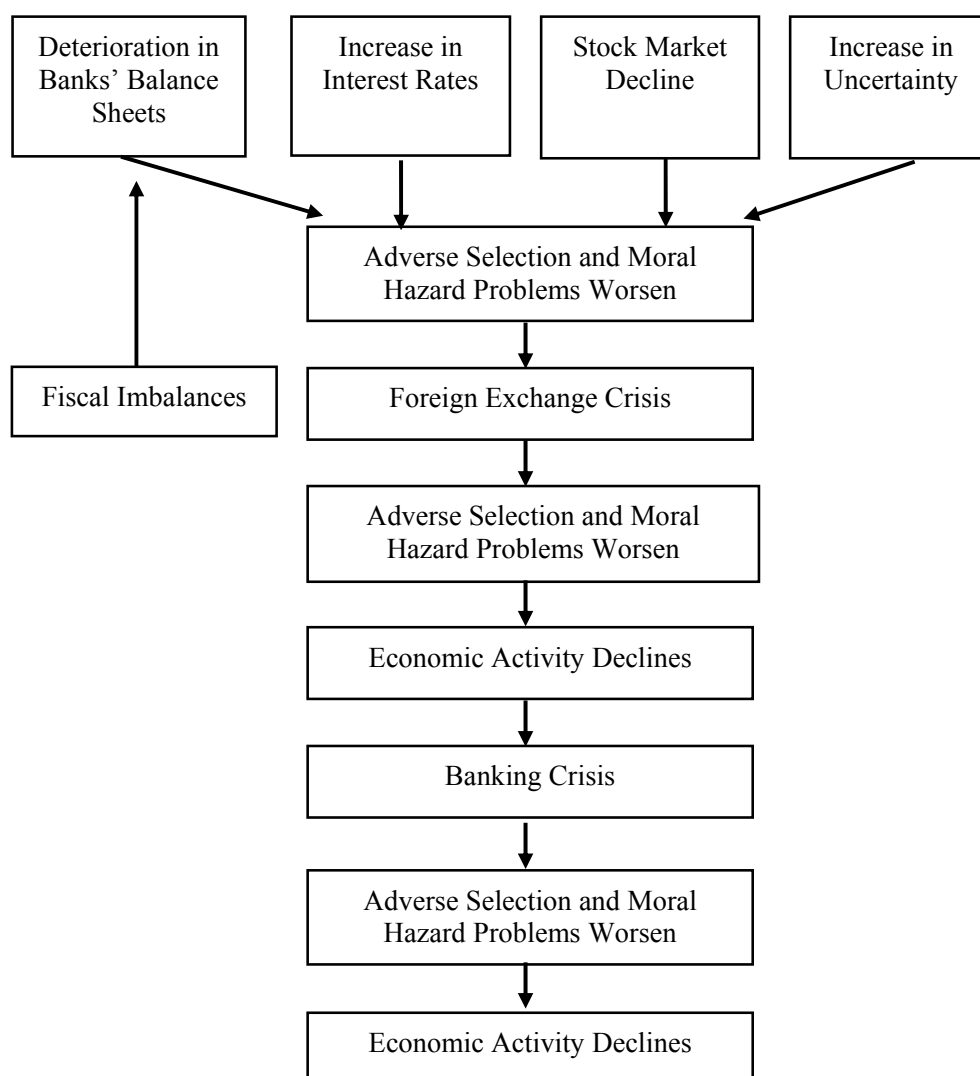 Deterioration in
Banks’ Balance
Sheets
Increase in
Interest Rates
Stock Market
Decline
Increase in
Uncertainty
Adverse Selection and Moral
Hazard Problems Worsen
Fiscal Imbalances
Foreign Exchange Crisis
Adverse Selection and Moral
Hazard Problems Worsen
Economic Activity Declines
Banking Crisis
Adverse Selection and Moral
Hazard Problems Worsen
Economic Activity Declines